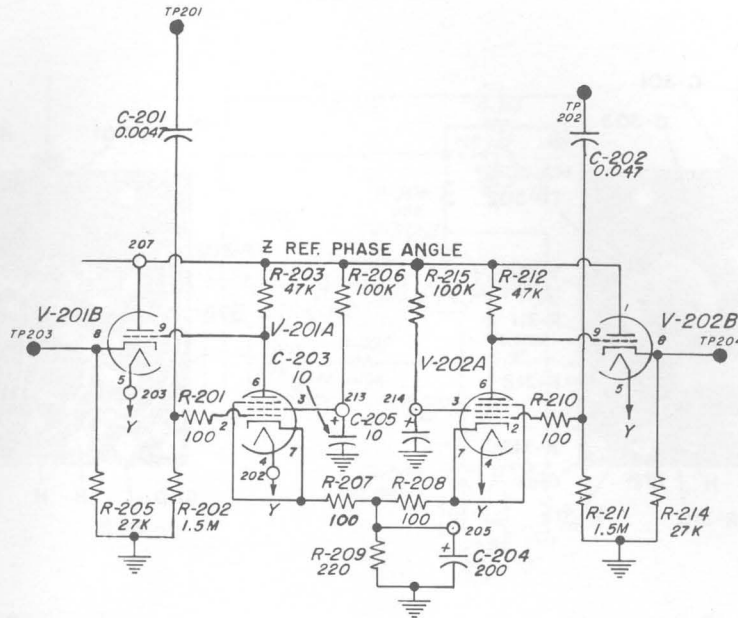 TP201
C-201
0.0047
TP
202
C-202
0.047
207
Z REF. PHASE ANGLE
R-203
47K
R-206
100K
R-215
100K
R-212
47K
V-201B
V-201A
V-202A
V-202B
TP203
8
9
6
6
9
1
8
TP204
5
203
Y
C-203
10
R-201
100
2
3
213
C-205
10
214
3
2
R-210
100
5
Y
4
7
202
Y
7
4
Y
R-207
100
R-208
100
205
R-205
27K
R-202
1.5M
R-209
220
C-204
200
R-211
1.5M
R-214
27K
+
+
+